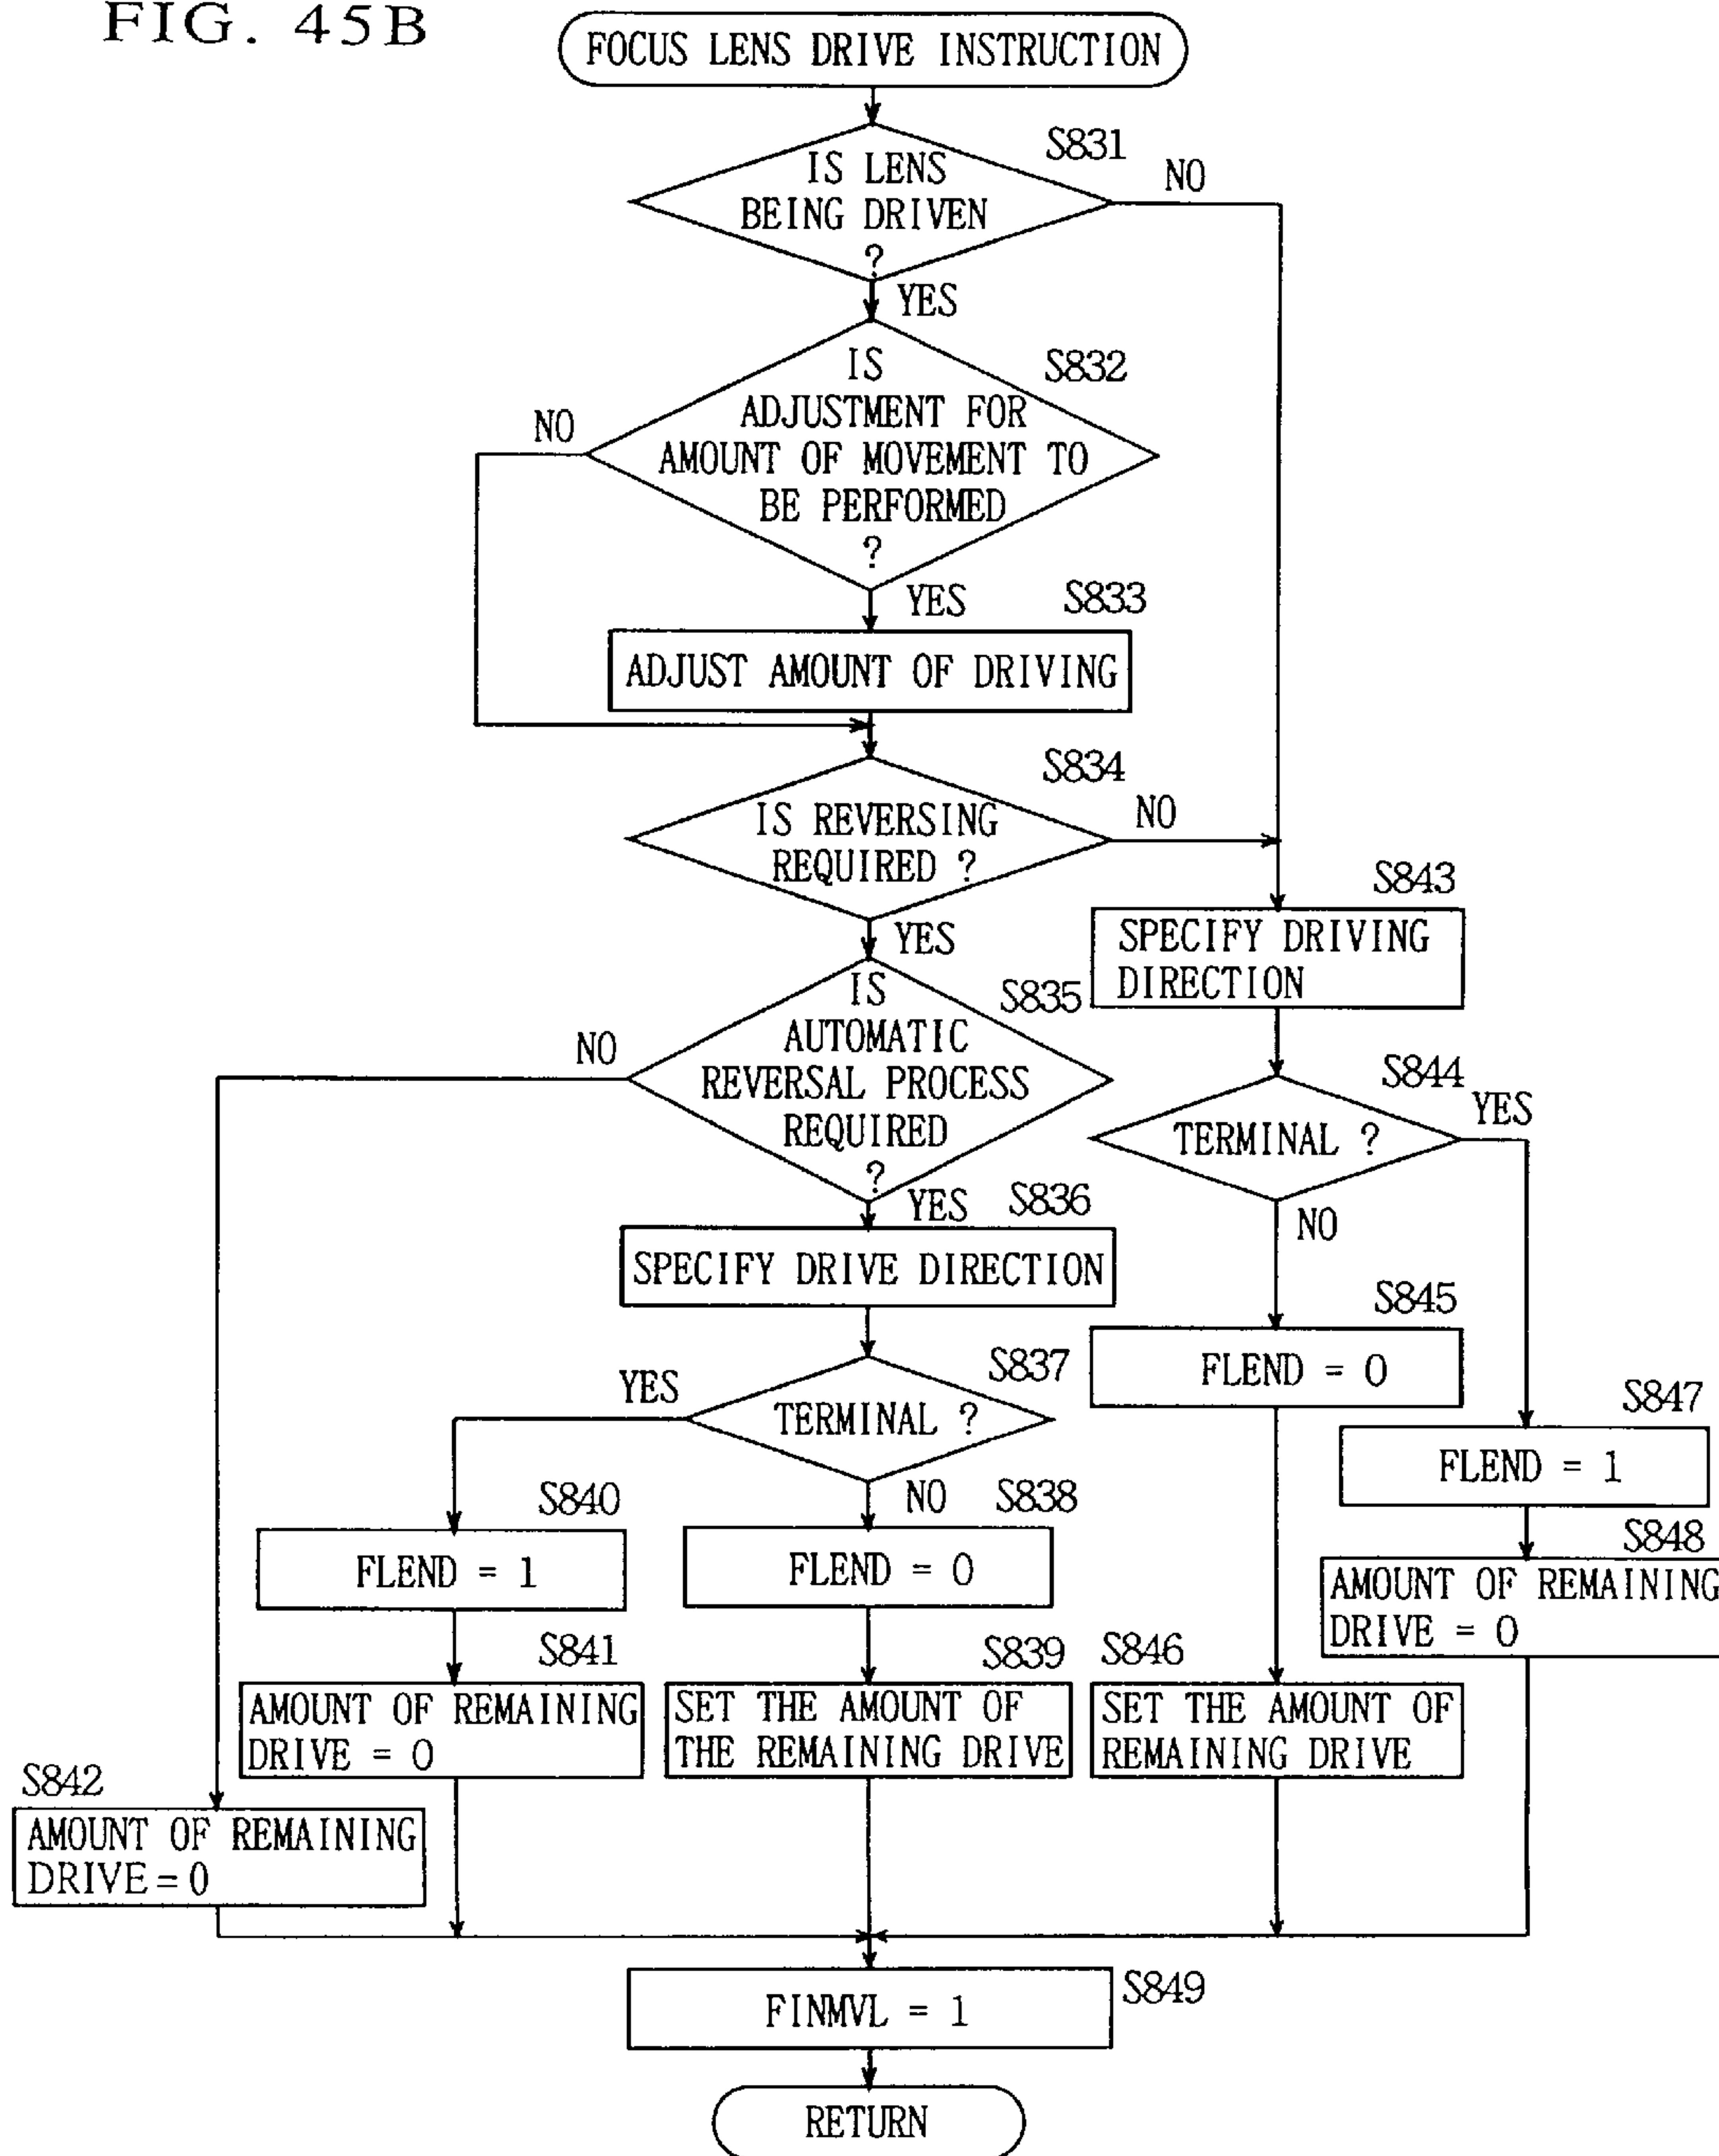 FIG. 45B
FOCUS LENS DRIVE INSTRUCTION
S831
IS LENS
BEING DRIVEN
?
NO
YES
S832
IS
ADJUSTMENT FOR
AMOUNT OF MOVEMENT TO
BE PERFORMED
?
NO
YES
S833
ADJUST AMOUNT OF DRIVING
S834
IS REVERSING
REQUIRED ?
NO
YES
S843
SPECIFY DRIVING
DIRECTION
S835
IS
AUTOMATIC
REVERSAL PROCESS
REQUIRED
?
NO
YES
S844
TERMINAL ?
YES
NO
S836
SPECIFY DRIVE DIRECTION
S845
FLEND = 0
S837
TERMINAL ?
YES
NO
S847
FLEND = 1
S840
FLEND = 1
S838
FLEND = 0
S848
AMOUNT OF REMAINING
DRIVE = 0
S841
AMOUNT OF REMAINING
DRIVE = 0
S839
SET THE AMOUNT OF
THE REMAINING DRIVE
S846
SET THE AMOUNT OF
REMAINING DRIVE
S842
AMOUNT OF REMAINING
DRIVE = 0
S849
FINMVL = 1
RETURN